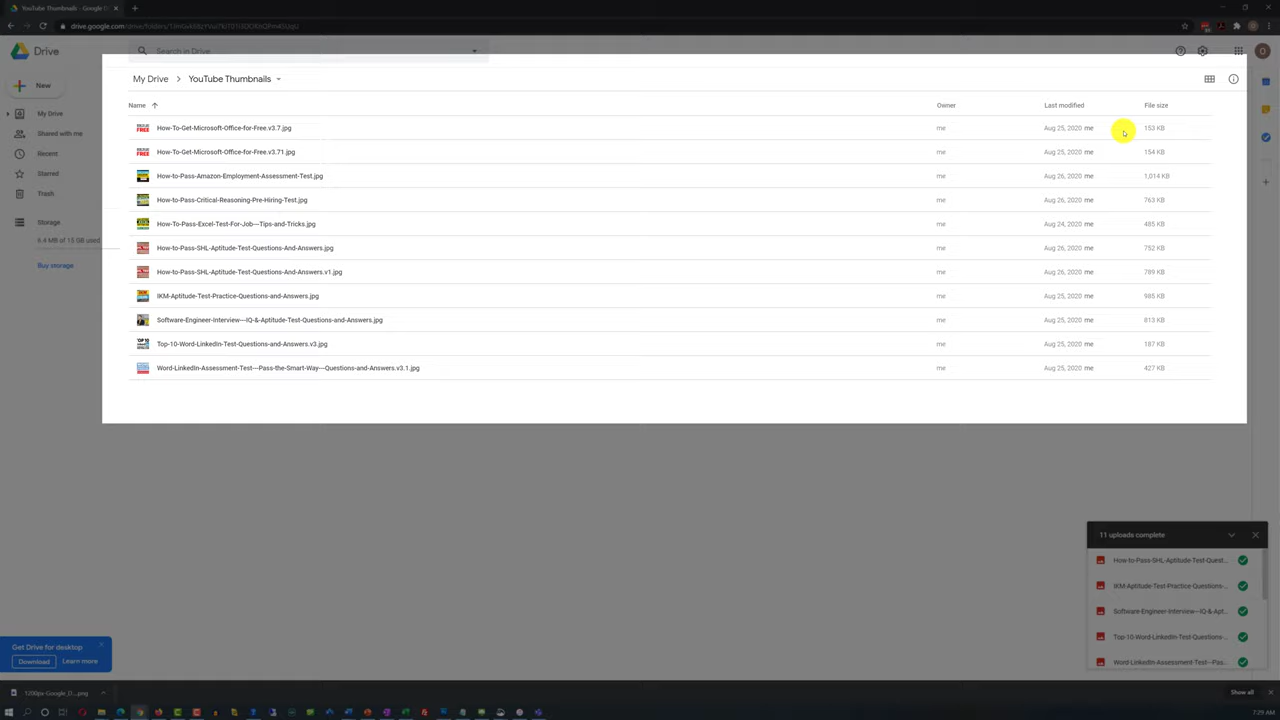 YouTube Thumbnails - Google D
drive.google.com
Drive
Search in Drive
New
My Drive
Shared with me
Recent
Starred
Trash
Storage
6.4 MB of 15 GB used
Buy storage
My Drive > YouTube Thumbnails
Name Owner Last modified File size
How-To-Get-Microsoft-Office-for-Free.v3.7.jpg me Aug 25, 2020 me 153 KB
How-To-Get-Microsoft-Office-for-Free.v3.71.jpg me Aug 25, 2020 me 154 KB
How-to-Pass-Amazon-Employment-Assessment-Test.jpg me Aug 26, 2020 me 1,014 KB
How-to-Pass-Critical-Reasoning-Pre-Hiring-Test.jpg me Aug 26, 2020 me 763 KB
How-To-Pass-Excel-Test-For-Job---Tips-and-Tricks.jpg me Aug 24, 2020 me 485 KB
How-to-Pass-SHL-Aptitude-Test-Questions-And-Answers.jpg me Aug 26, 2020 me 752 KB
How-to-Pass-SHL-Aptitude-Test-Questions-And-Answers.v1.jpg me Aug 26, 2020 me 789 KB
IKM-Aptitude-Test-Practice-Questions-and-Answers.jpg me Aug 25, 2020 me 985 KB
Software-Engineer-Interview---IQ-&-Aptitude-Test-Questions-and-Answers.jpg me Aug 25, 2020 me 813 KB
Top-10-Word-LinkedIn-Test-Questions-and-Answers.v3.jpg me Aug 25, 2020 me 187 KB
Word-LinkedIn-Assessment-Test---Pass-the-Smart-Way---Questions-and-Answers.v3.1.jpg me Aug 25, 2020 me 427 KB
11 uploads complete
How-to-Pass-SHL-Aptitude-Test-Quest...
IKM-Aptitude-Test-Practice-Questions-...
Software-Engineer-Interview---IQ-&-Apt...
Top-10-Word-LinkedIn-Test-Questions-...
Word-LinkedIn-Assessment-Test---Pas...
Get Drive for desktop
Download Learn more
1200px-Google_D....png
Show all
7:29 AM